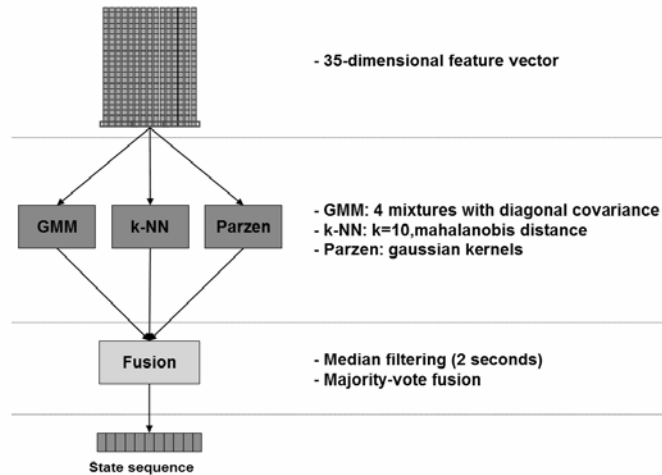 - 35-dimensional feature vector
GMM
k-NN
Parzen
- GMM: 4 mixtures with diagonal covariance
- k-NN: k=10,mahalanobis distance
- Parzen: gaussian kernels
Fusion
- Median filtering (2 seconds)
- Majority-vote fusion
State sequence